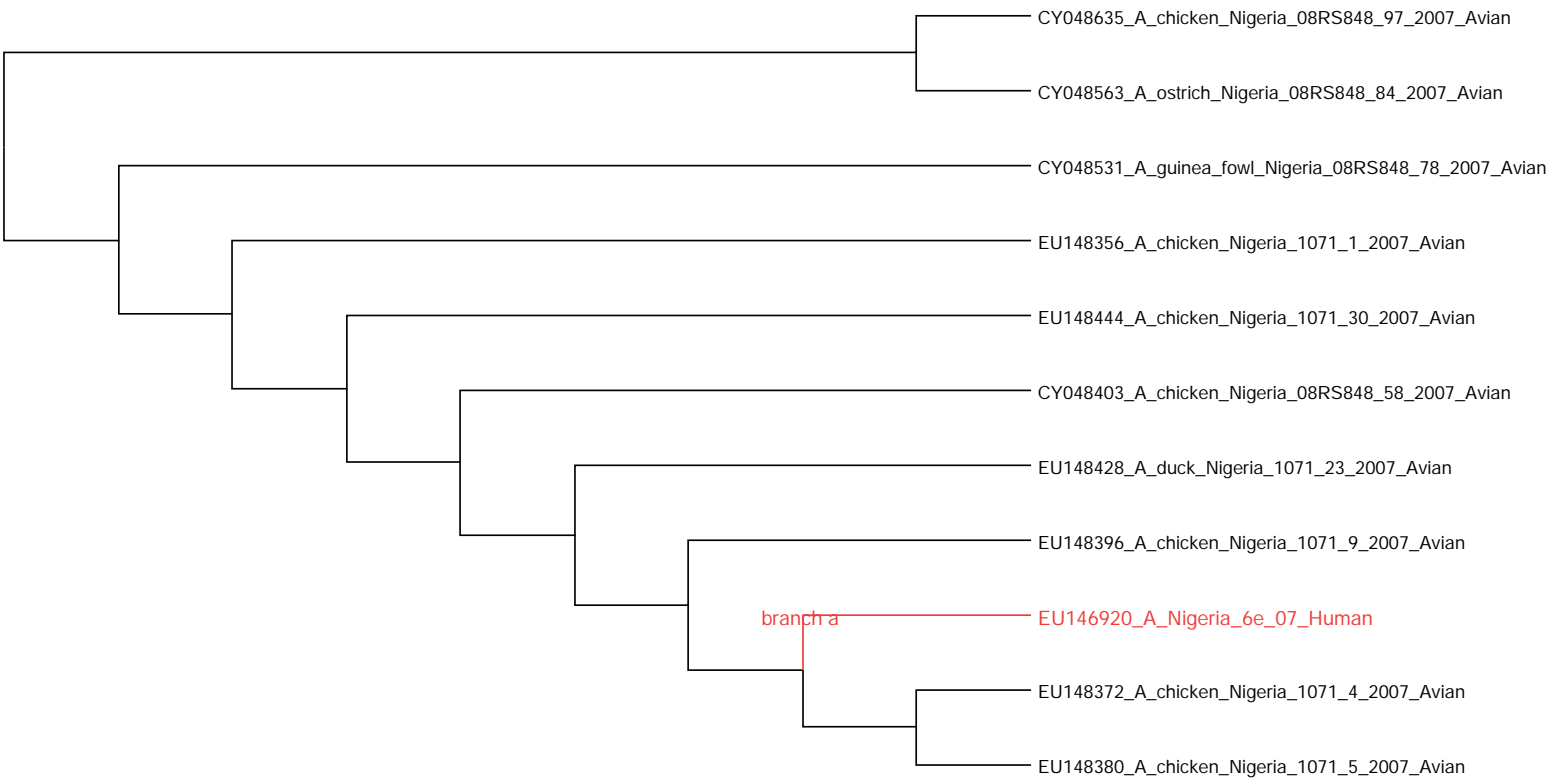 CY048635_A_chicken_Nigeria_08RS848_97_2007_Avian
CY048563_A_ostrich_Nigeria_08RS848_84_2007_Avian
CY048531_A_guinea_fowl_Nigeria_08RS848_78_2007_Avian
EU148356_A_chicken_Nigeria_1071_1_2007_Avian
EU148444_A_chicken_Nigeria_1071_30_2007_Avian
CY048403_A_chicken_Nigeria_08RS848_58_2007_Avian
EU148428_A_duck_Nigeria_1071_23_2007_Avian
EU148396_A_chicken_Nigeria_1071_9_2007_Avian
branch a
EU146920_A_Nigeria_6e_07_Human
EU148372_A_chicken_Nigeria_1071_4_2007_Avian
EU148380_A_chicken_Nigeria_1071_5_2007_Avian